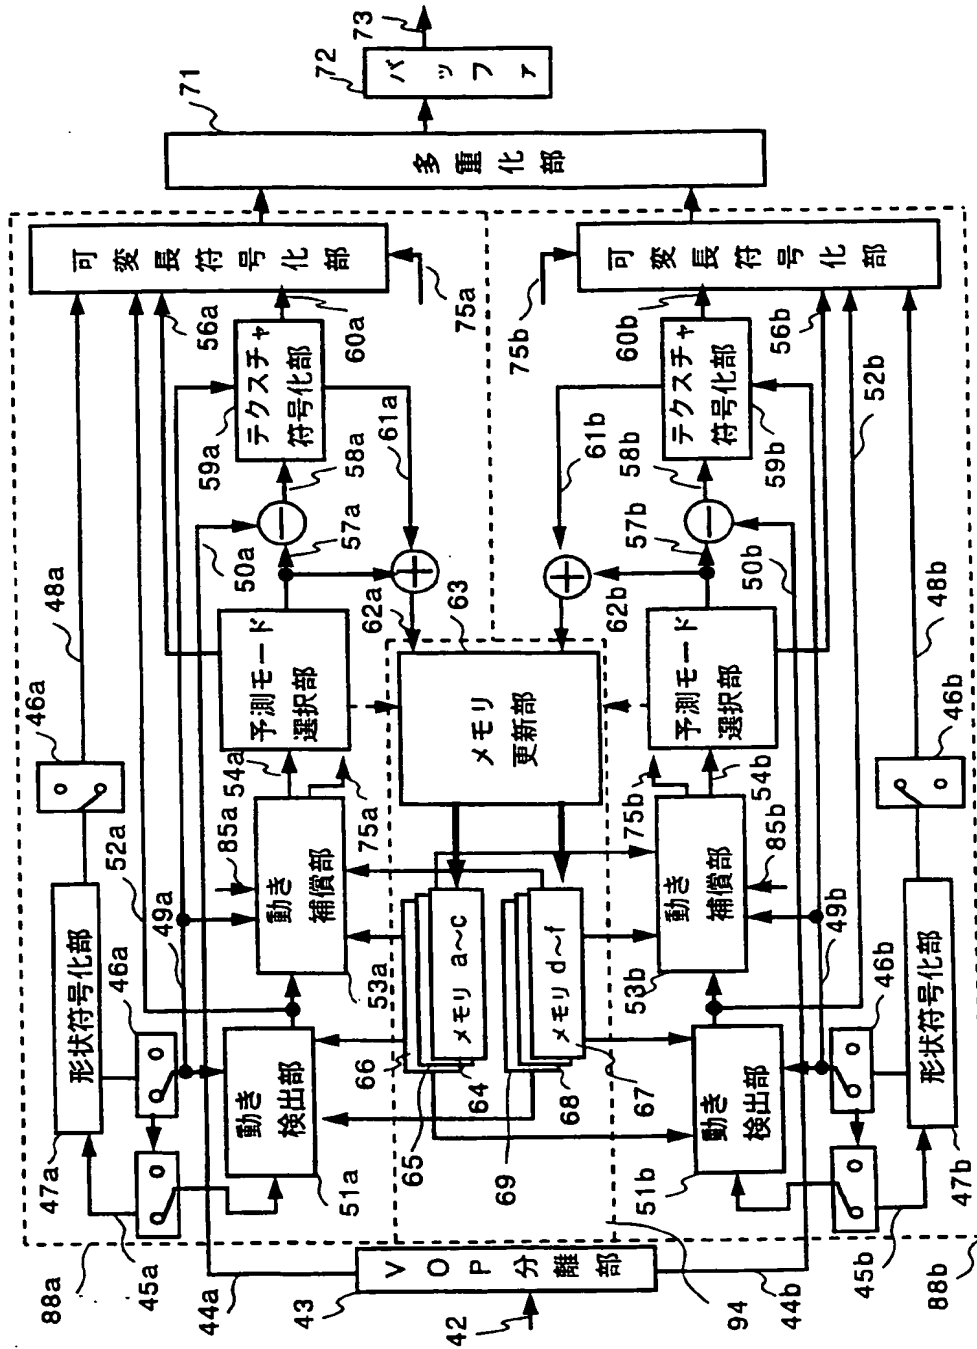 88a
45a
44a
43
42
VOP分離部
94
44b
45b
88b
47a
形状符号化部
46a
49a
52a
46a
48a
51a
動き
検出部
53a
動き
補償部
85a
54a
75a
予測モード
選択部
50a
57a
58a
59a
テクスチャ
符号化部
60a
56a
61a
62a
63
可変長符号化部
75a
66
65
64
メモリ a~c
69
68
67
メモリ d~f
メモリ
更新部
71
多重化部
72
バッファ
73
51b
動き
検出部
53b
動き
補償部
75b
54b
85b
予測モード
選択部
62b
57b
58b
61b
50b
59b
テクスチャ
符号化部
60b
56b
75b
可変長符号化部
52b
49b
46b
47b
形状符号化部
46b
48b